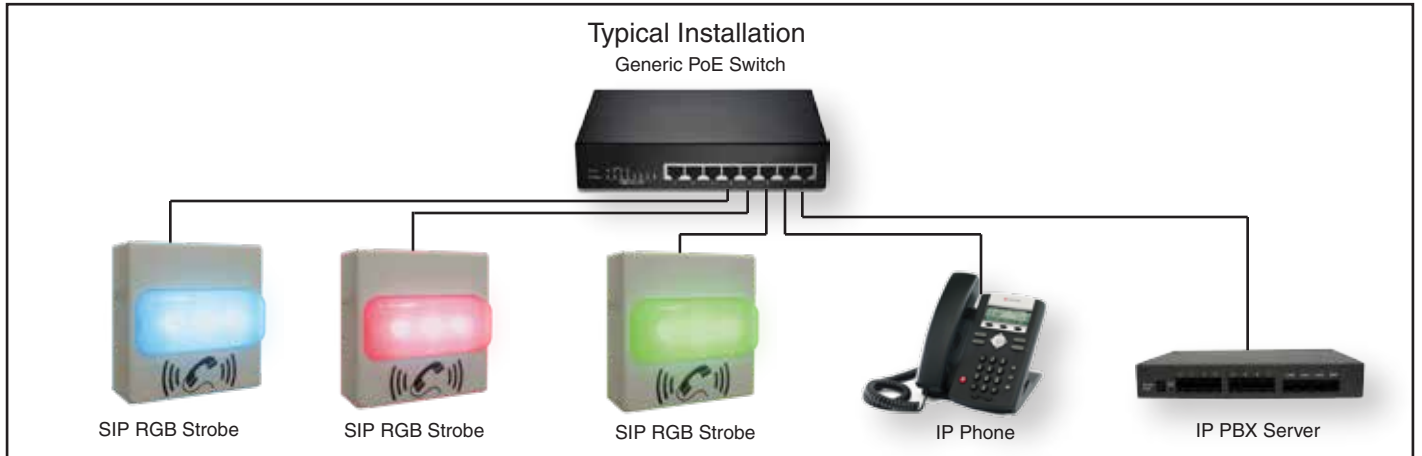 Typical Installation
Generic PoE Switch
SIP RGB Strobe
SIP RGB Strobe
SIP RGB Strobe
IP Phone
IP PBX Server